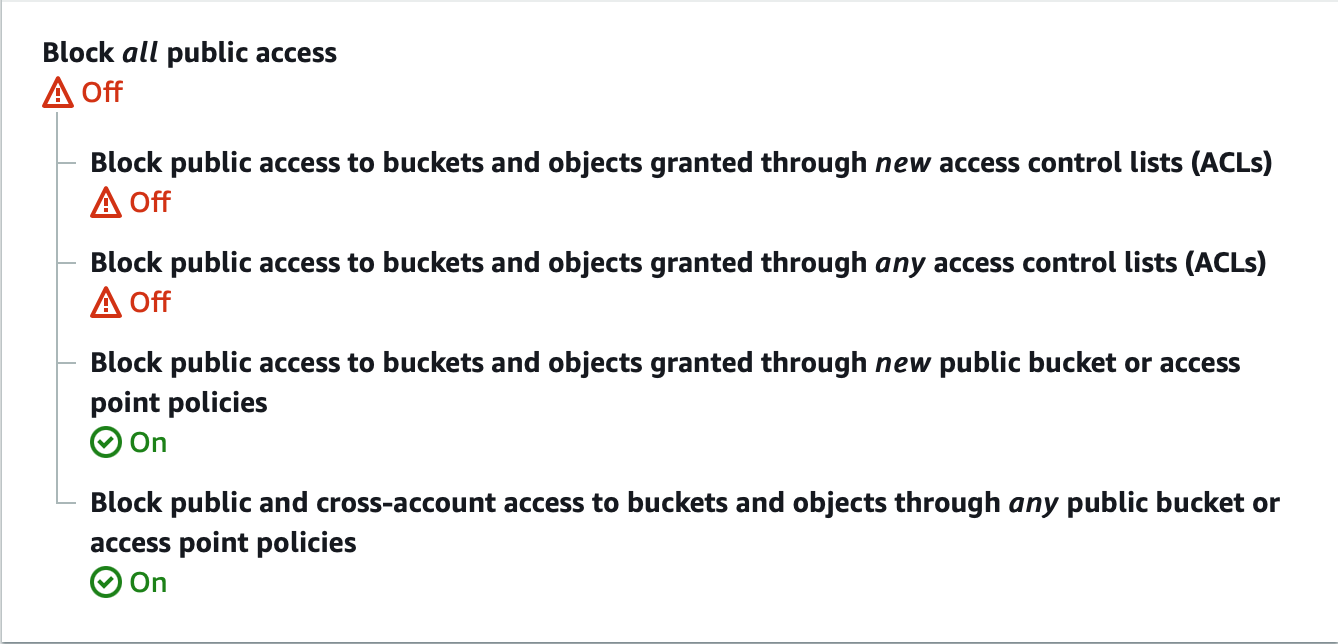 Block all public access
Off
Block public access to buckets and objects granted through new access control lists (ACLs)
Off
Block public access to buckets and objects granted through any access control lists (ACLs)
Off
Block public access to buckets and objects granted through new public bucket or access
point policies
On
Block public and cross-account access to buckets and objects through any public bucket or
access point policies
On